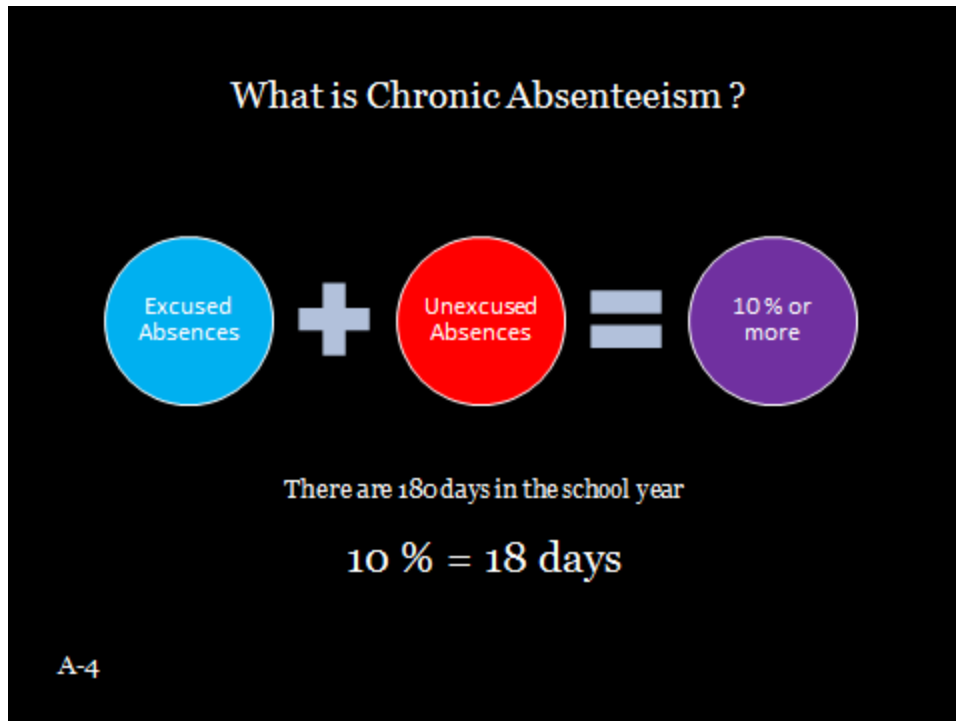 What is Chronic Absenteeism ?
Excused
Absences
Unexcused
Absences
10 % or
more
There are 180 days in the school year
10 % = 18 days
A-4